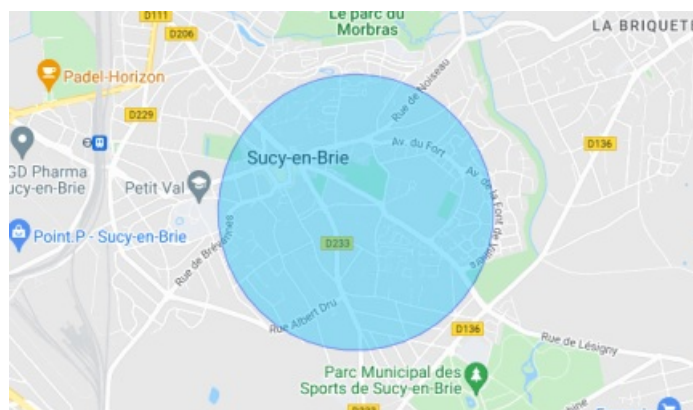 Le parc du
Morbras
D111
LA BRIQUETE
D206
Padel-Horizon
D229
Rue de Noiseau
Av. du Fort
D136
GD Pharma
ucy-en-Brie
Sucy-en-Brie
Petit Val
Av. de la Font de Villiers
Point.P - Sucy-en-Brie
Rue de Brévannes
D233
Rue Albert Dru
D136
Rue de Lésigny
Parc Municipal des
Sports de Sucy-en-Brie